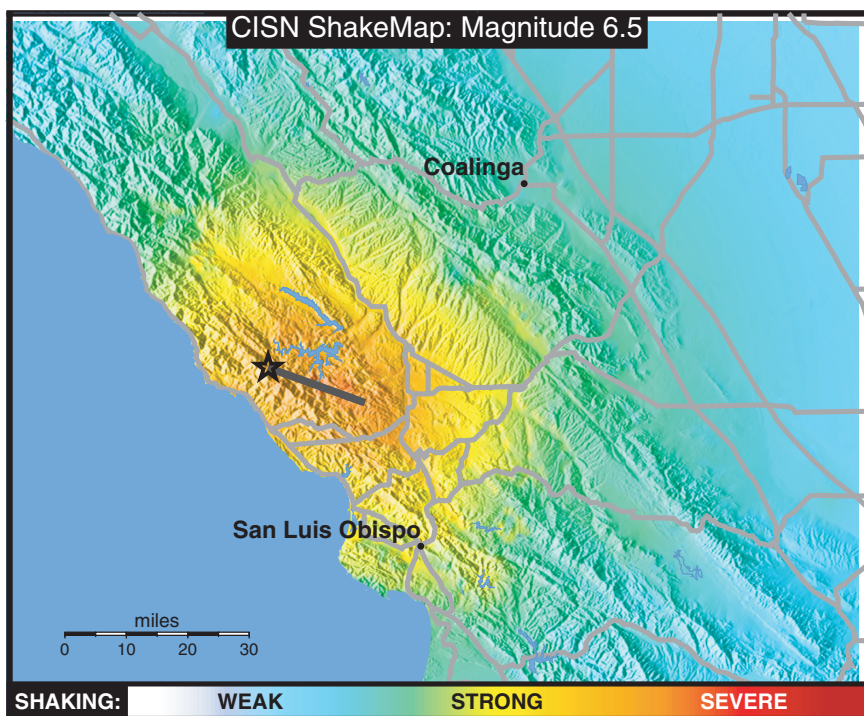 CISN ShakeMap: Magnitude 6.5
Coalinga
San Luis Obispo
miles
0 10 20 30
SHAKING: WEAK STRONG SEVERE